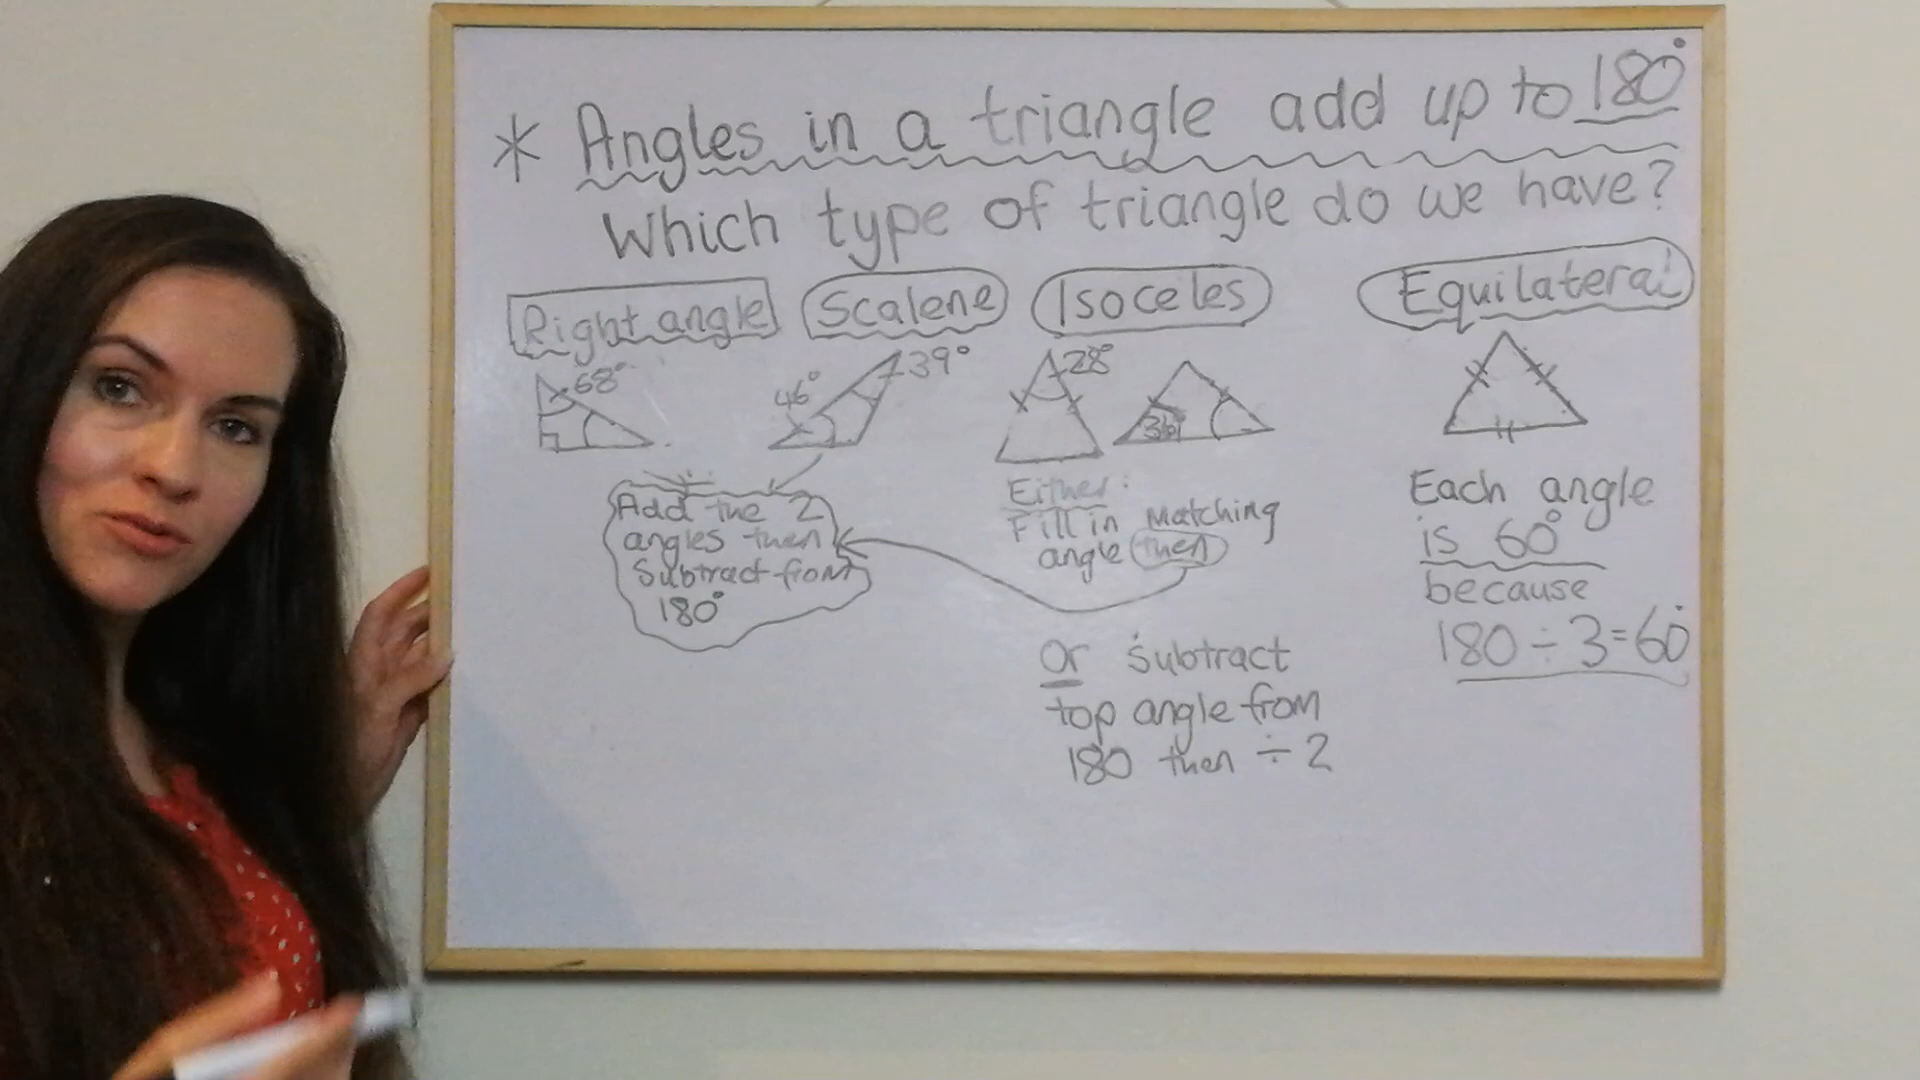 * Angles in a triangle add up to 180°
Which type of triangle do we have?
Right angle
Scalene
Isoceles
Equilateral
68°
46°
39°
28°
36
Add the 2
angles then
Subtract from
180°
Either:
Fill in Matching
angle then
Or subtract
top angle from
180 then ÷ 2
Each angle
is 60°
because
180 ÷ 3 = 60°